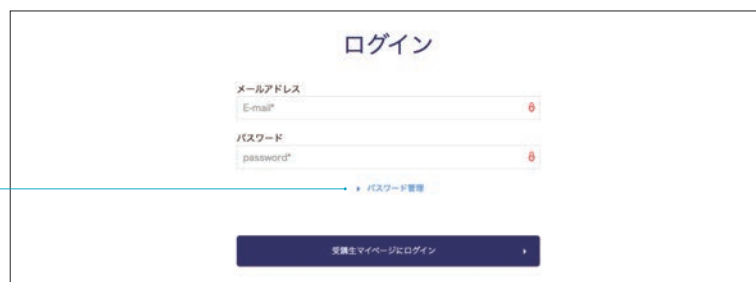 ログイン
メールアドレス
E-mail*
パスワード
password*
パスワード管理
受講生マイページにログイン